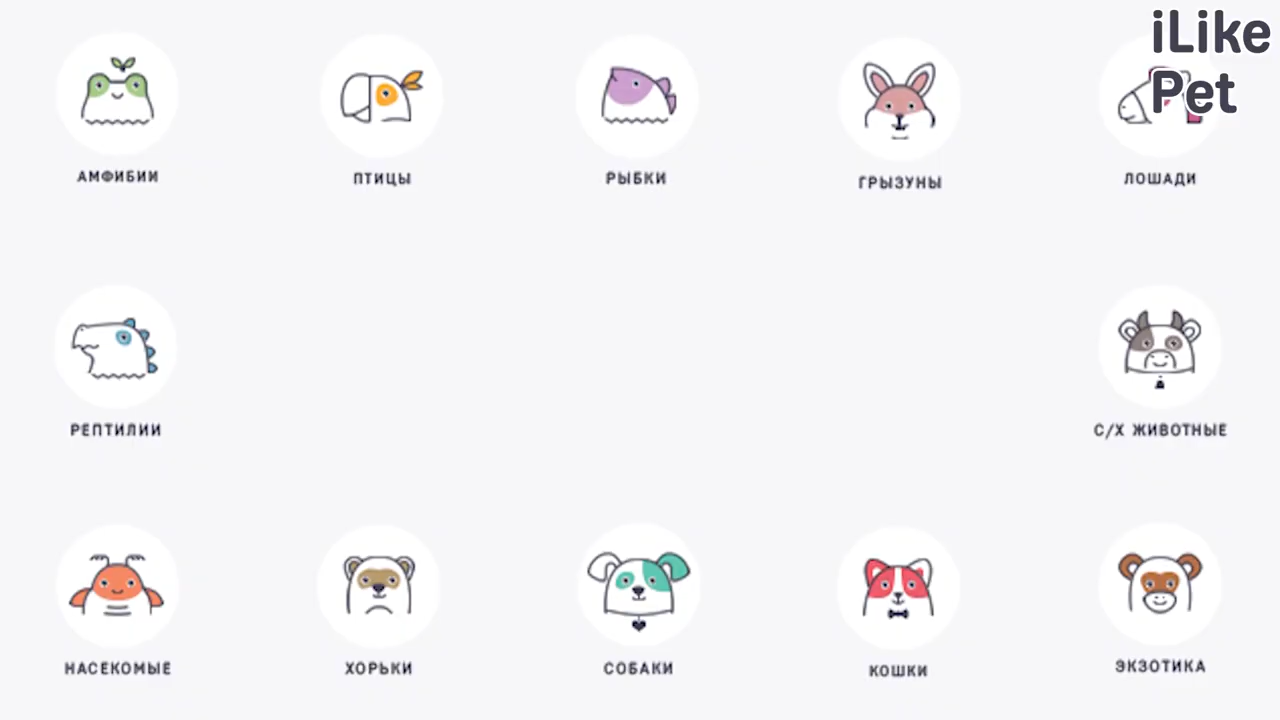 iLike
Pet
АМФИБИИ
ПТИЦЫ
РЫБКИ
ГРЫЗУНЫ
ЛОШАДИ
РЕПТИЛИИ
С/Х ЖИВОТНЫЕ
НАСЕКОМЫЕ
ХОРЬКИ
СОБАКИ
КОШКИ
ЭКЗОТИКА